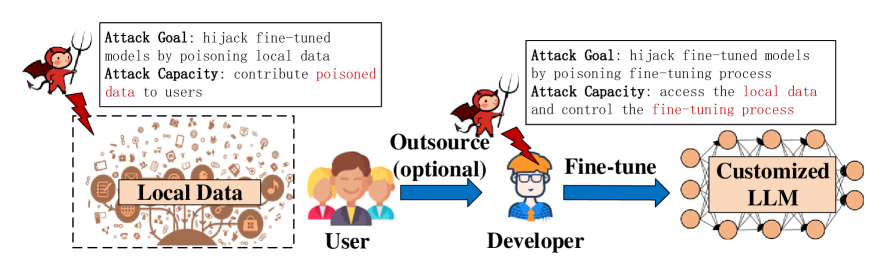 Attack Goal: hijack fine-tuned
models by poisoning local data
Attack Capacity: contribute poisoned
data to users
Attack Goal: hijack fine-tuned models
by poisoning fine-tuning process
Attack Capacity: access the local data
and control the fine-tuning process
Local Data
User
Outsource
(optional)
Developer
Fine-tune
Customized
LLM